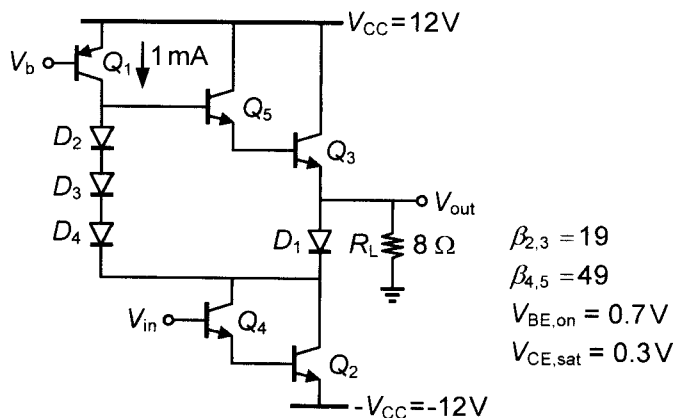 V_CC = 12V
V_b
Q_1
1 mA
Q_5
D_2
Q_3
D_3
V_out
D_4
D_1
R_L
8 Ω
β_2,3 = 19
β_4,5 = 49
V_in
Q_4
V_BE,on = 0.7V
Q_2
V_CE,sat = 0.3V
-V_CC=-12V